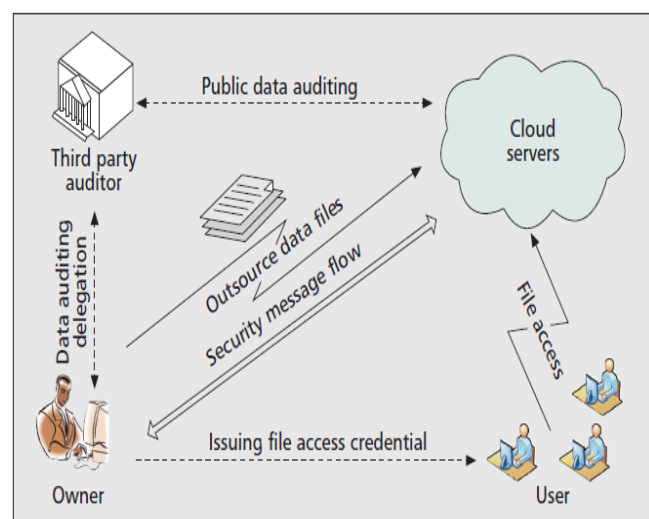 Public data auditing
Cloud
servers
Third party
auditor
Outsource data files
Security message flow
Data auditing
delegation
File access
Issuing file access credential
Owner
User